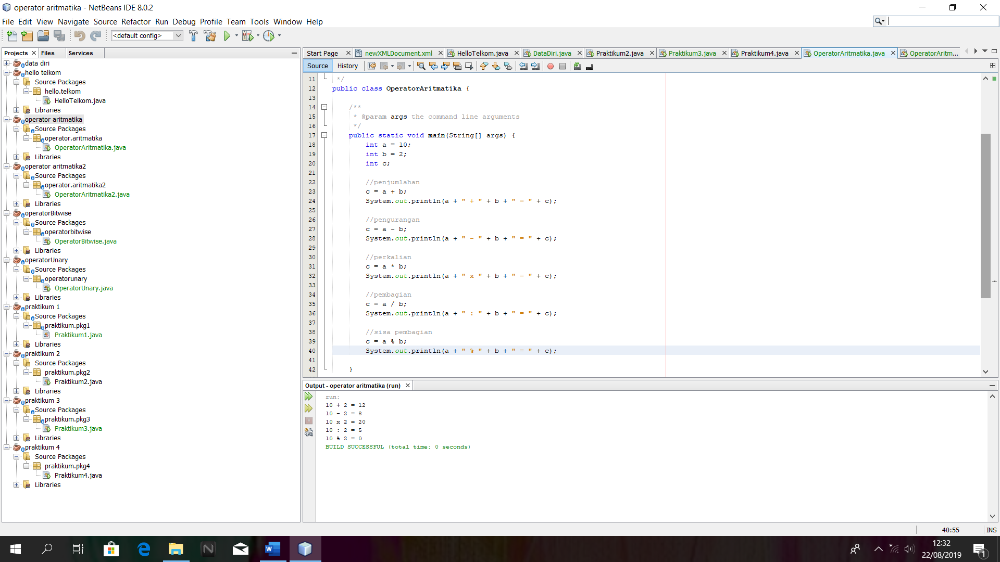 operator aritmatika - NetBeans IDE 8.0.2
File Edit View Navigate Source Refactor Run Debug Profile Team Tools Window Help
<default config>
Projects Files Services
data diri
hello telkom
Source Packages
hello.telkom
HelloTelkom.java
Libraries
operator aritmatika
Source Packages
operator.aritmatika
OperatorAritmatika.java
Libraries
operator aritmatika2
Source Packages
operator.aritmatika2
OperatorAritmatika2.java
Libraries
operatorBitwise
Source Packages
operatorbitwise
OperatorBitwise.java
Libraries
operatorUnary
Source Packages
operatorunary
OperatorUnary.java
Libraries
praktikum 1
Source Packages
praktikum.pkg1
Praktikum1.java
Libraries
praktikum 2
Source Packages
praktikum.pkg2
Praktikum2.java
Libraries
praktikum 3
Source Packages
praktikum.pkg3
Praktikum3.java
Libraries
praktikum 4
Source Packages
praktikum.pkg4
Praktikum4.java
Libraries
Start Page newXMLDocument.xml HelloTelkom.java DataDiri.java Praktikum2.java Praktikum3.java Praktikum4.java OperatorAritmatika.java OperatorAritm...
Source History
11 */
12 public class OperatorAritmatika {
13
14 /**
15 * @param args the command line arguments
16 */
17 public static void main(String[] args) {
18 int a = 10;
19 int b = 2;
20 int c;
21
22 //penjumlahan
23 c = a + b;
24 System.out.println(a + " + " + b + " = " + c);
25
26 //pengurangan
27 c = a - b;
28 System.out.println(a + " - " + b + " = " + c);
29
30 //perkalian
31 c = a * b;
32 System.out.println(a + " x " + b + " = " + c);
33
34 //pembagian
35 c = a / b;
36 System.out.println(a + " : " + b + " = " + c);
37
38 //sisa pembagian
39 c = a % b;
40 System.out.println(a + " % " + b + " = " + c);
41
42 }
Output - operator aritmatika (run)
run:
10 + 2 = 12
10 - 2 = 8
10 x 2 = 20
10 : 2 = 5
10 % 2 = 0
BUILD SUCCESSFUL (total time: 0 seconds)
40:55 INS
12:32
22/08/2019
1